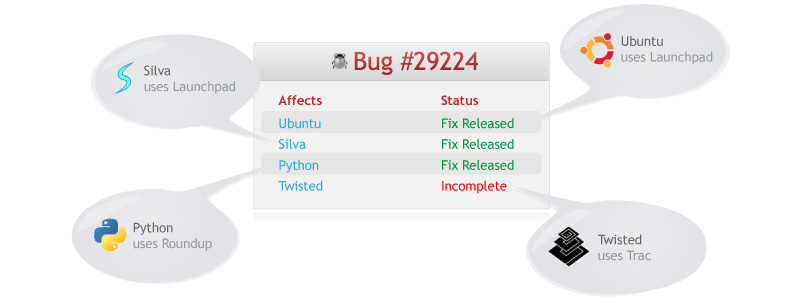 Silva
uses Launchpad
Bug #29224
Ubuntu
uses Launchpad
Affects Status
Ubuntu Fix Released
Silva Fix Released
Python Fix Released
Twisted Incomplete
Python
uses Roundup
Twisted
uses Trac